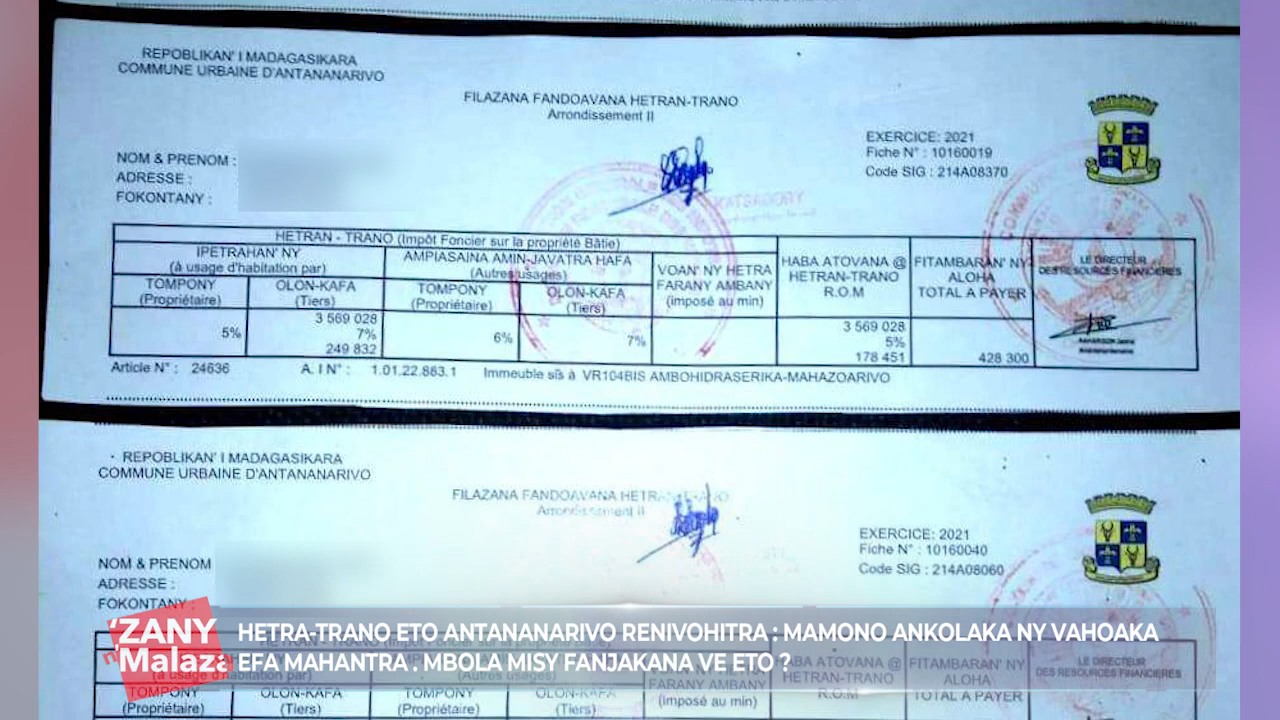 REPOBLIKAN' I MADAGASIKARA
COMMUNE URBAINE D'ANTANANARIVO
FILAZANA FANDOAVANA HETRAN-TRANO
Arrondissement II
EXERCICE: 2021
Fiche N° : 10160019
Code SIG : 214A08370
NOM & PRENOM :
ADRESSE :
FOKONTANY :
HETRAN - TRANO (Impôt Foncier sur la propriété Bâtie)
IPETRAHAN' NY
(à usage d'habitation par)
AMPIASAINA AMIN-JAVATRA HAFA
(Autres usages)
VOAN' NY HETRA
FARANY AMBANY
(imposé au min)
HABA ATOVANA @
HETRAN-TRANO
R.O.M
FITAMBARAN' NY
ALOHA
TOTAL A PAYER
LE DIRECTEUR
DES RESOURCES FINANCIERES
TOMPONY
(Propriétaire)
OLON-KAFA
(Tiers)
TOMPONY
(Propriétaire)
OLON-KAFA
(Tiers)
5%
3 569 028
7%
249 832
6%
7%
3 569 028
5%
178 451
428 300
Article N° : 24636
A. I N° : 1.01.22.863.1
Immeuble sis à VR104BIS AMBOHIDRASERIKA-MAHAZOARIVO
REPOBLIKAN' I MADAGASIKARA
COMMUNE URBAINE D'ANTANANARIVO
FILAZANA FANDOAVANA HETRAN-TRANO
Arrondissement II
EXERCICE: 2021
Fiche N° : 10160040
Code SIG : 214A08060
NOM & PRENOM
ADRESSE :
FOKONTANY :
'ZANY
Malaza
HETRA-TRANO ETO ANTANANARIVO RENIVOHITRA : MAMONO ANKOLAKA NY VAHOAKA
EFA MAHANTRA . MBOLA MISY FANJAKANA VE ETO ?
HABA ATOVANA @
HETRAN-TRANO
R.O.M
FITAMBARAN' NY
ALOHA
TOTAL A PAYER
LE DIRECTEUR
DES RESSOURCES FINANCIERES
FARANY AMBANY
(imposé au min)
TOMPONY
(Propriétaire)
OLON-KAFA
(Tiers)
TOMPONY
(Propriétaire)
OLON-KAFA
(Tiers)